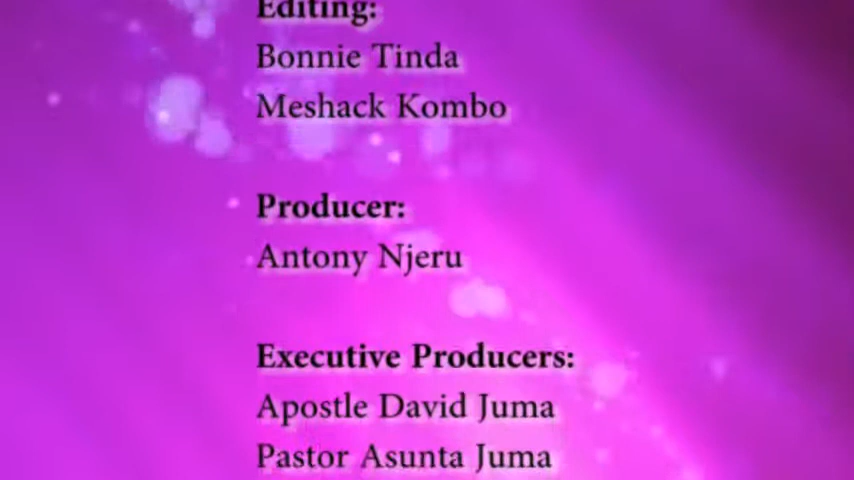 Editing:
Bonnie Tinda
Meshack Kombo
Producer:
Antony Njeru
Executive Producers:
Apostle David Juma
Pastor Asunta Juma